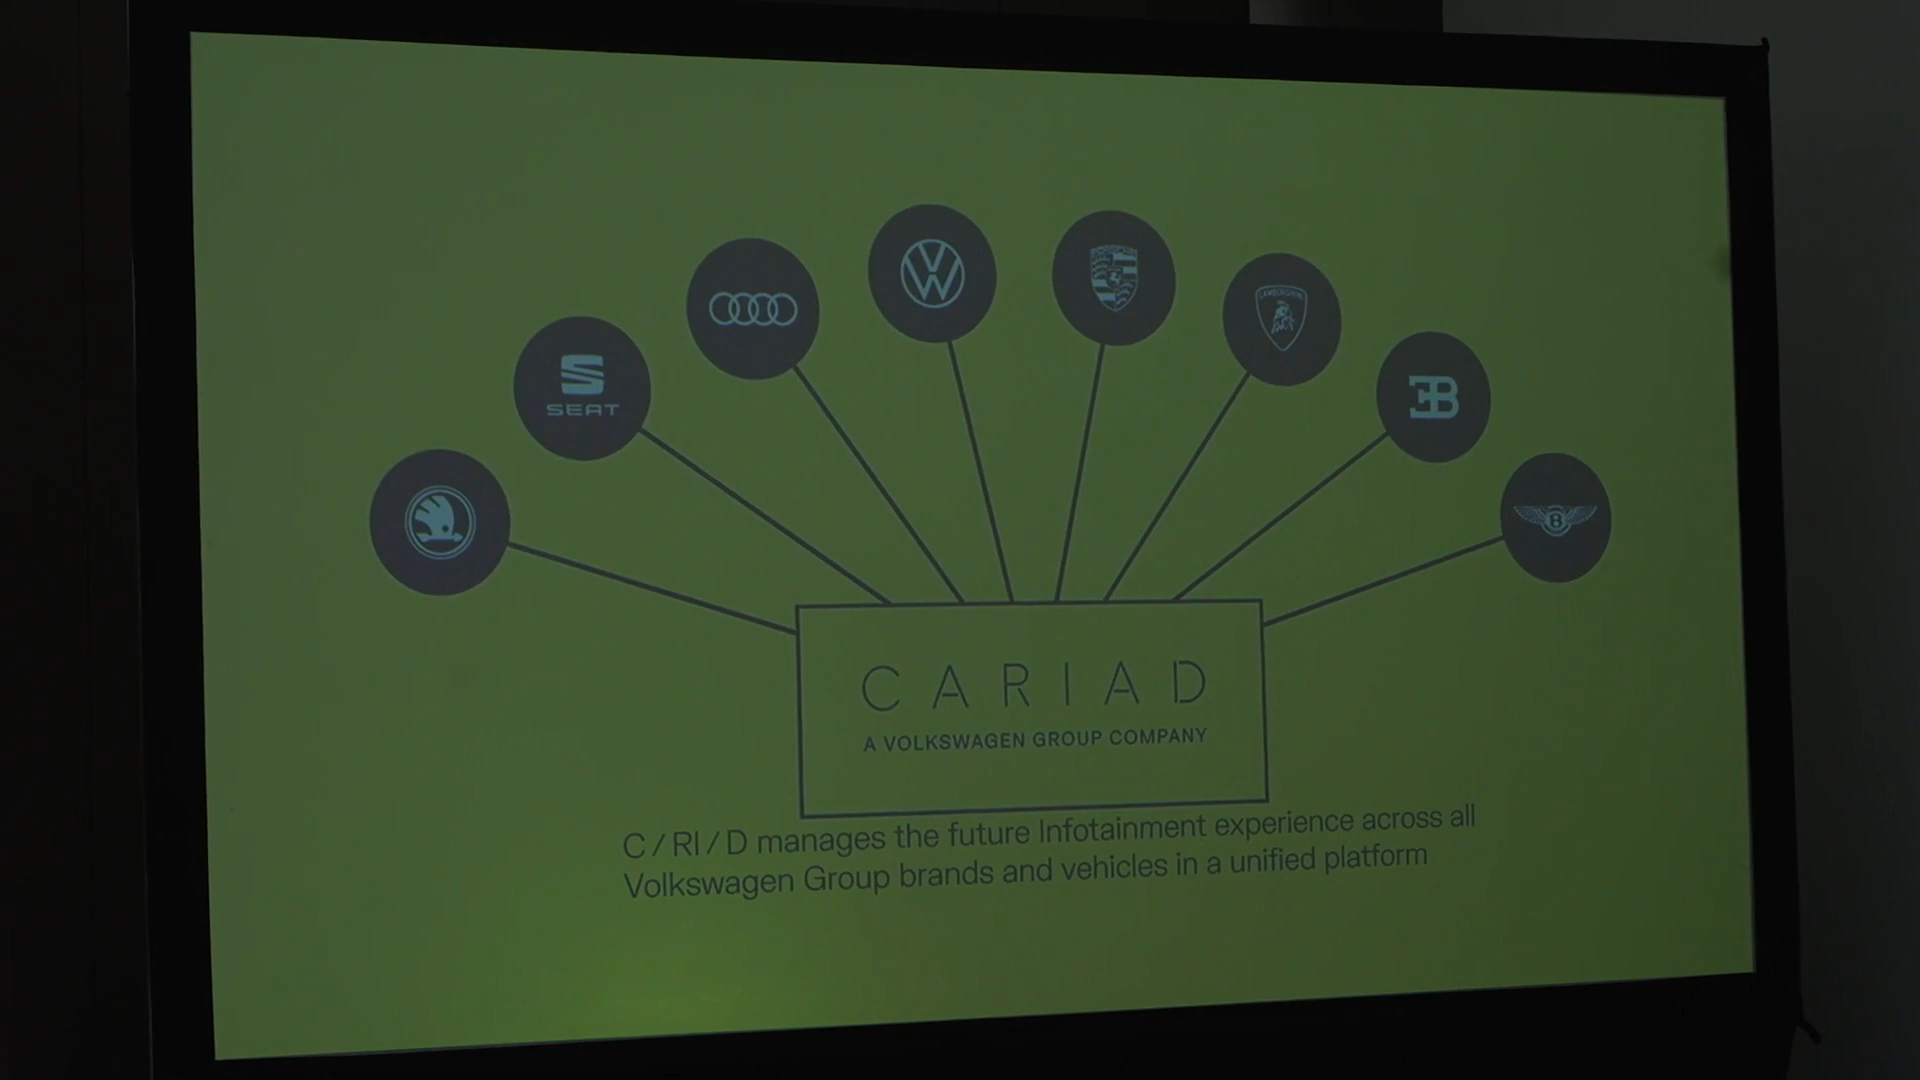 SEAT
LAMBORGHINI
B
B
CARIAD
A VOLKSWAGEN GROUP COMPANY
C / RI / D manages the future Infotainment experience across all
Volkswagen Group brands and vehicles in a unified platform